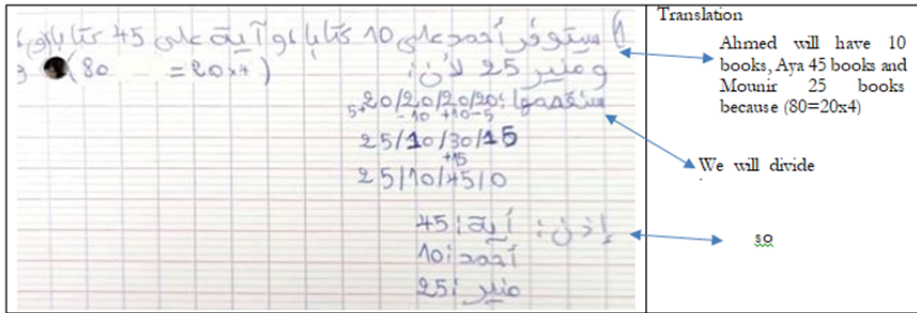 1) سيتوفر أحمد على 10 كتابا، و آية على 45 كتابا، و
و منير 25 لأن: (80 = 20x4)
سنقسمها: 20/20/20/20
5+ -10 +10 -5
25/10/30/15
+15
25/10/45/0
إذن: آية: 45
أحمد: 10
منير: 25
Translation
Ahmed will have 10
books, Aya 45 books and
Mounir 25 books
because (80=20x4)
We will divide
so